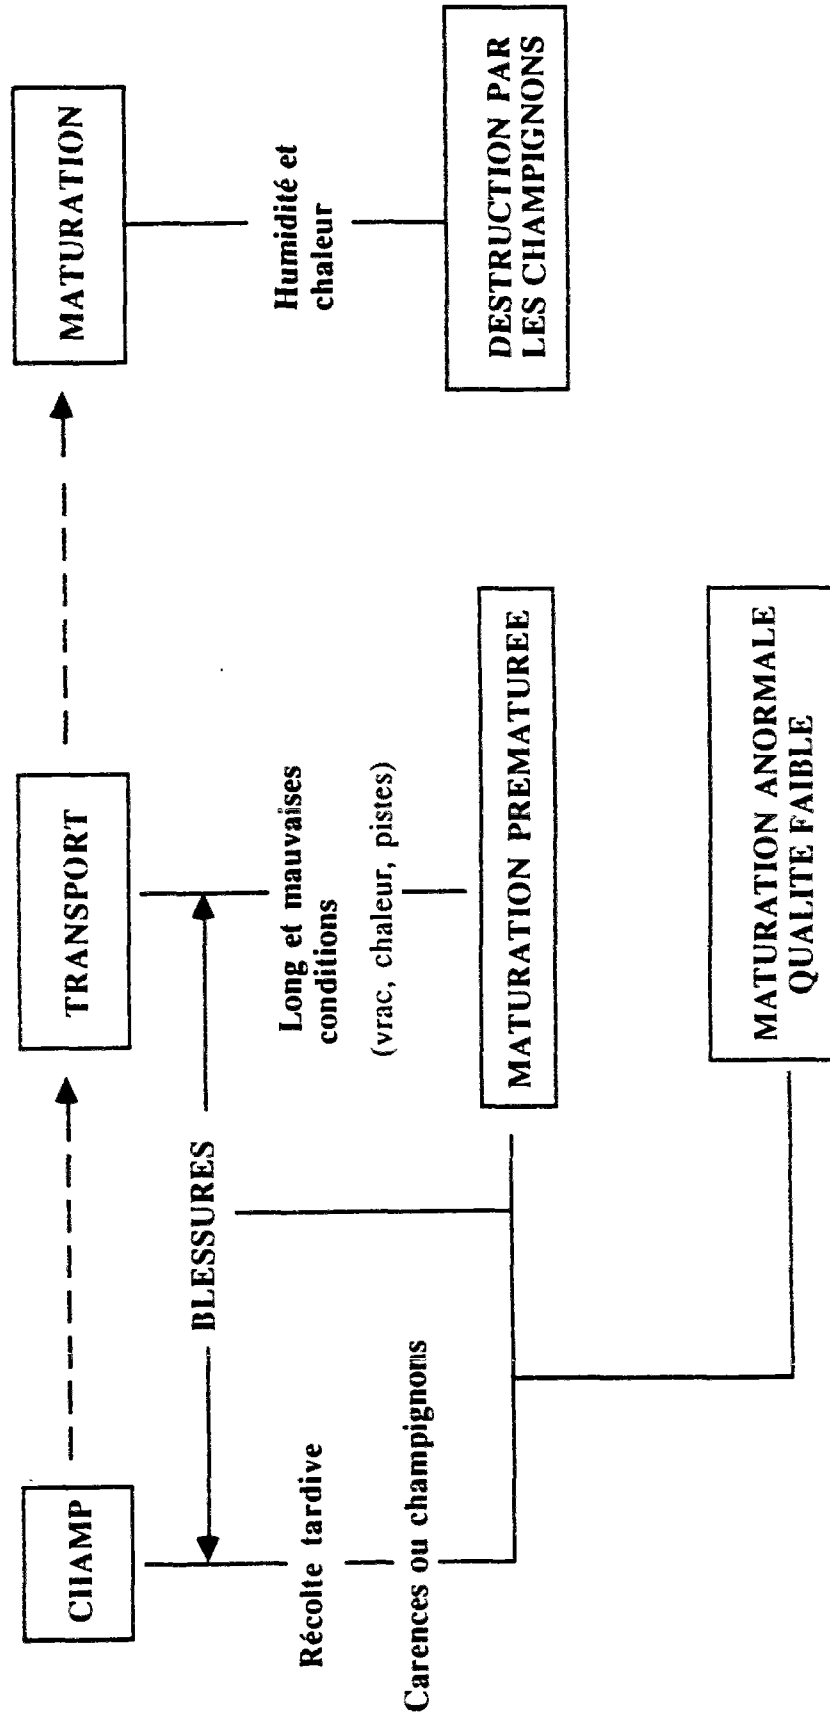 CHAMP
TRANSPORT
MATURATION
BLESSURES
Récolte tardive
Carences ou champignons
Long et mauvaises
conditions
(vrac, chaleur, pistes)
Humidité et
chaleur
MATURATION PREMATUREE
DESTRUCTION PAR
LES CHAMPIGNONS
MATURATION ANORMALE
QUALITE FAIBLE